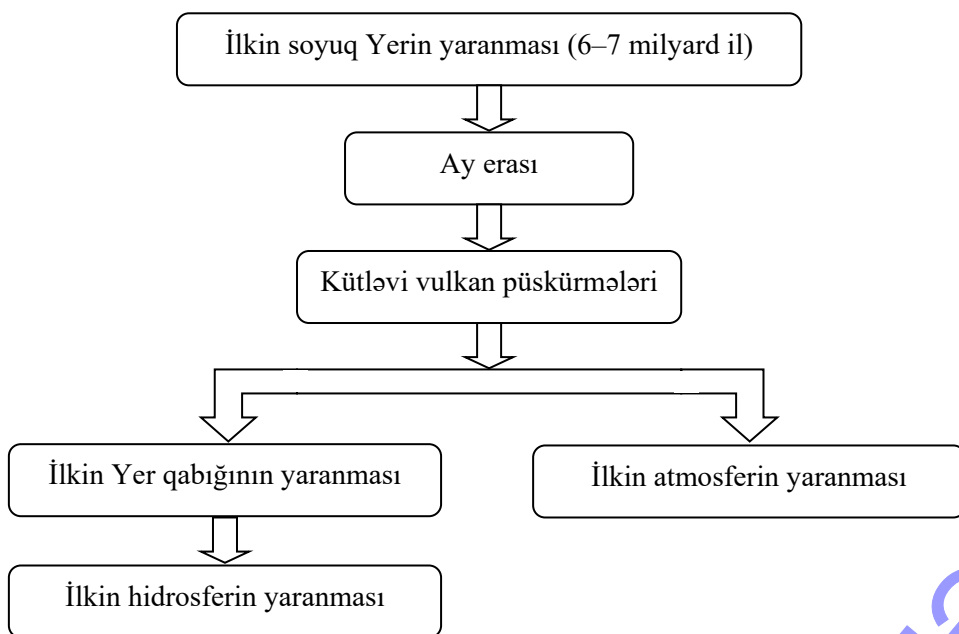 İlkin soyuq Yerin yaranması (6–7 milyard il)
Ay erası
Kütləvi vulkan püskürmələri
İlkin Yer qabığının yaranması
İlkin atmosferin yaranması
İlkin hidrosferin yaranması